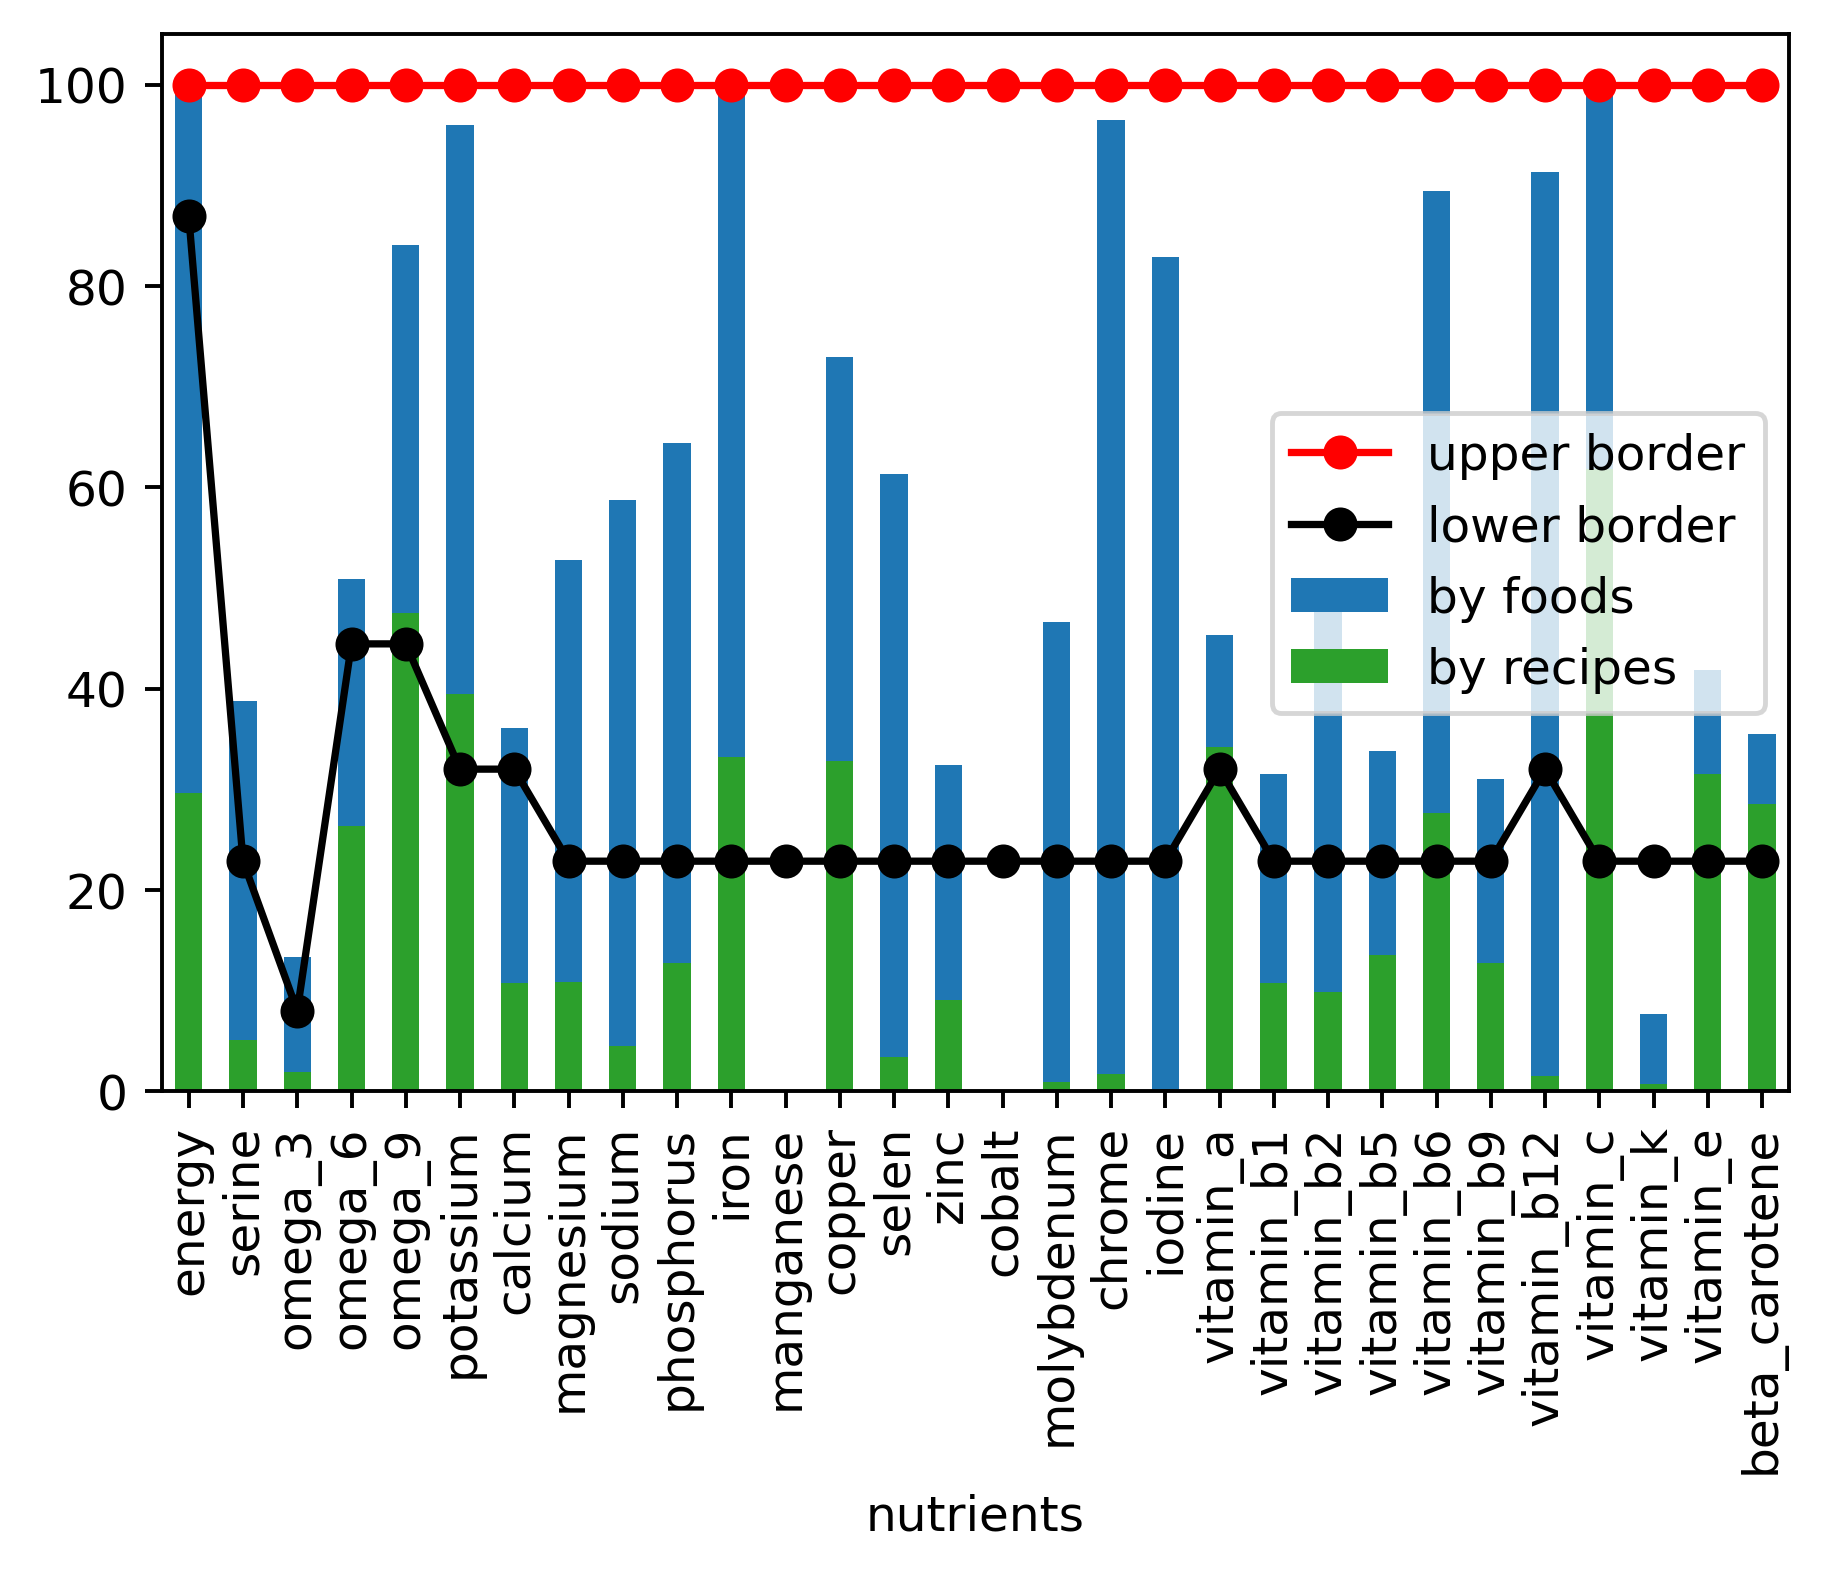 100
80
60
40
20
0
upper border
lower border
by foods
by recipes
energy
serine
omega_3
omega_6
omega_9
potassium
calcium
magnesium
sodium
phosphorus
iron
manganese
copper
selen
zinc
cobalt
molybdenum
chrome
iodine
vitamin_a
vitamin_b1
vitamin_b2
vitamin_b5
vitamin_b6
vitamin_b9
vitamin_b12
vitamin_c
vitamin_k
vitamin_e
beta_carotene
nutrients